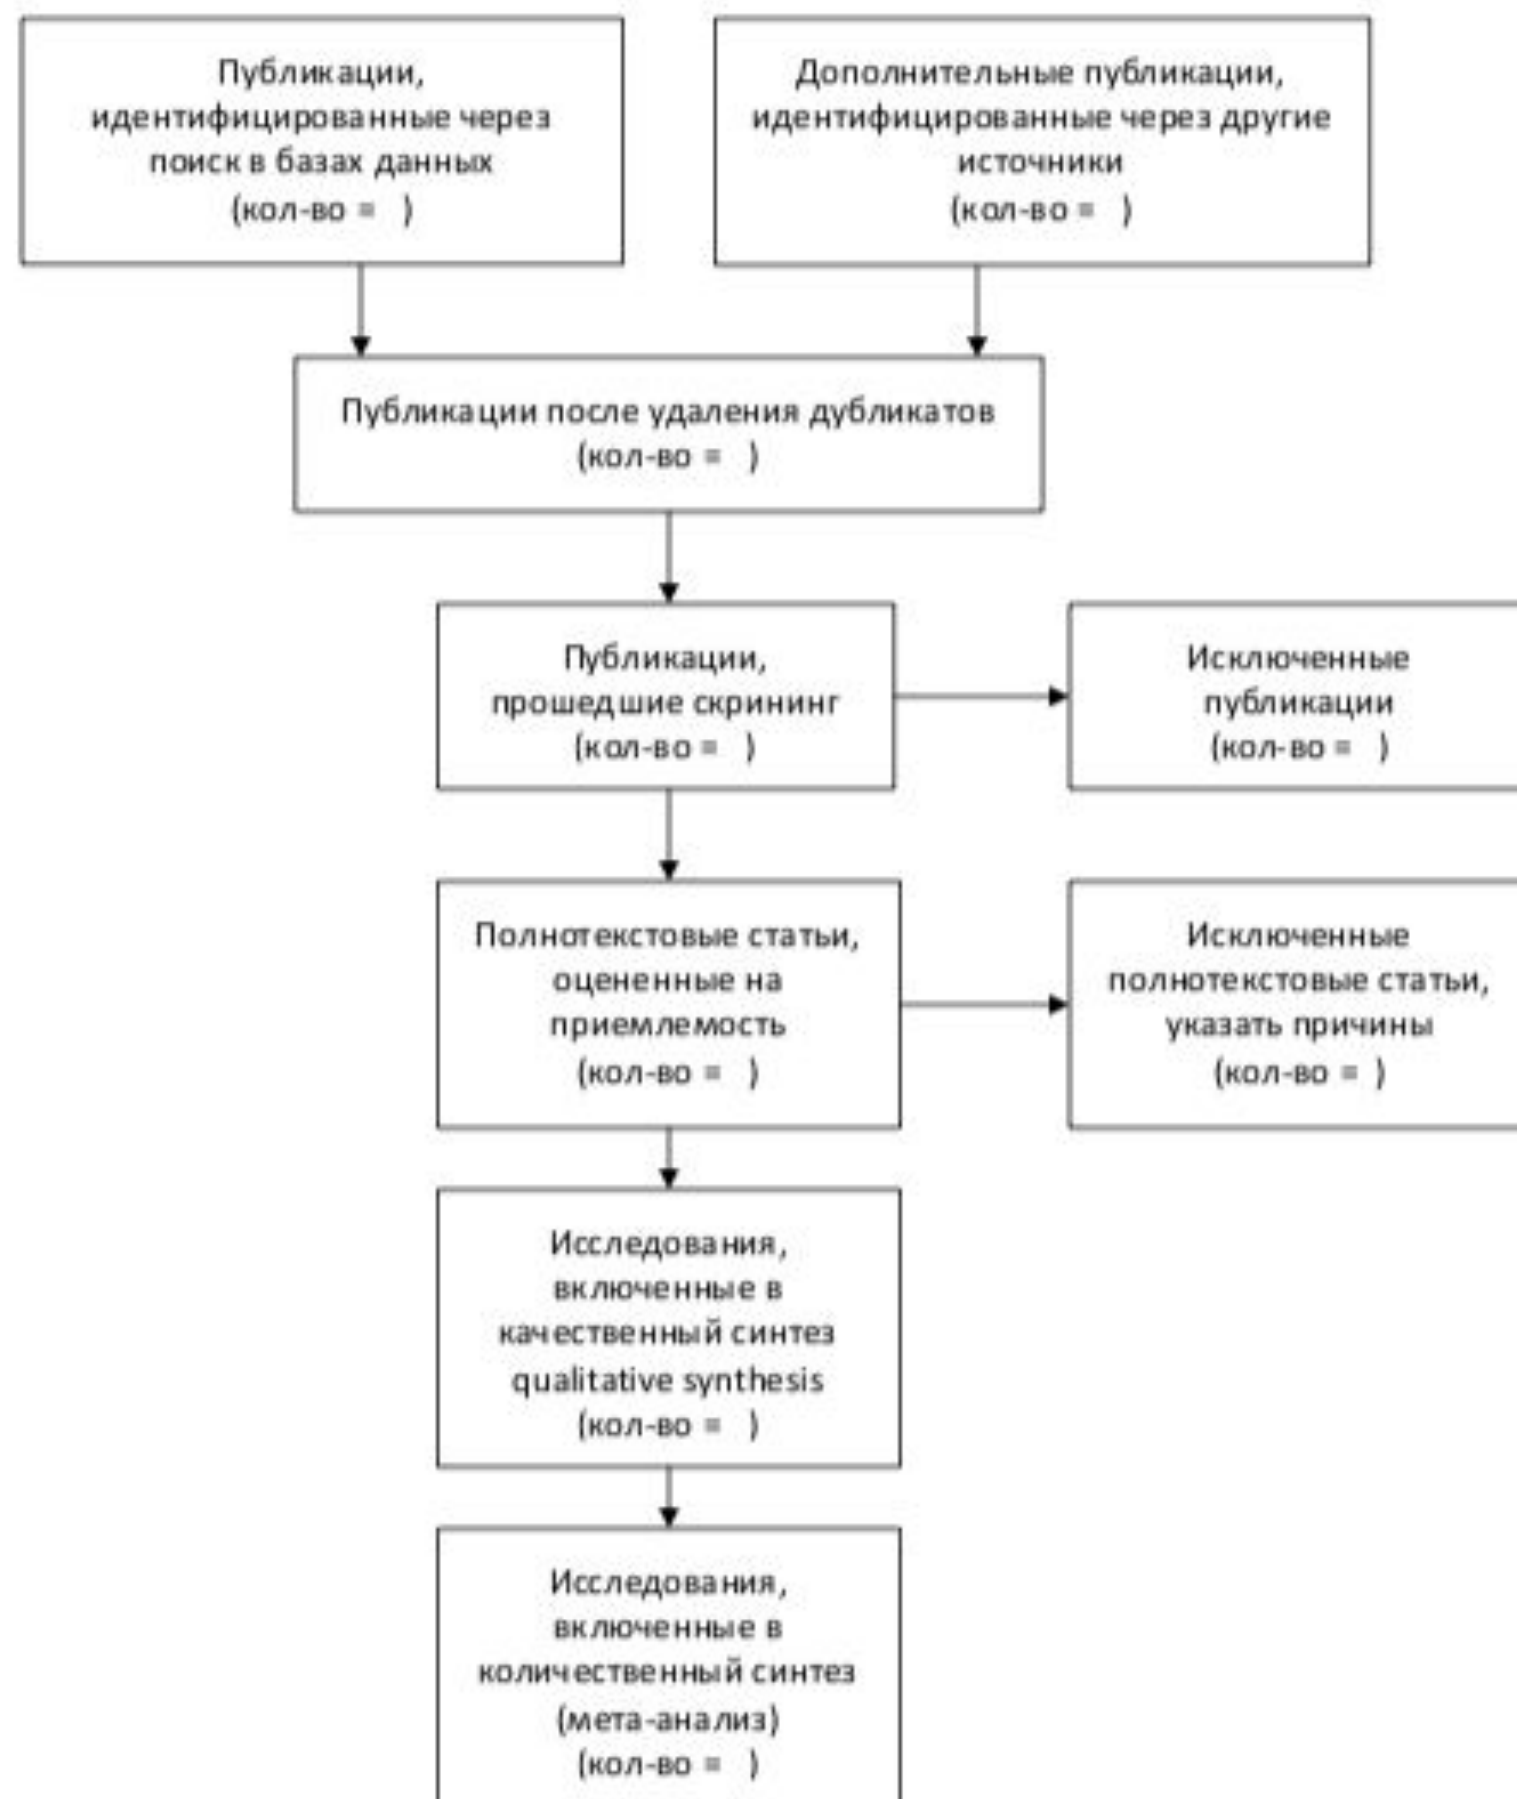 Публикации,
идентифицированные через
поиск в базах данных
(кол-во =   )
Дополнительные публикации,
идентифицированные через другие
источники
(кол-во =   )
Публикации после удаления дубликатов
(кол-во =   )
Публикации,
прошедшие скрининг
(кол-во =   )
Исключенные
публикации
(кол-во =   )
Полнотекстовые статьи,
оцененные на
приемлемость
(кол-во =   )
Исключенные
полнотекстовые статьи,
указать причины
(кол-во =  )
Исследования,
включенные в
качественный синтез
qualitative synthesis
(кол-во =   )
Исследования,
включенные в
количественный синтез
(мета-анализ)
(кол-во =   )